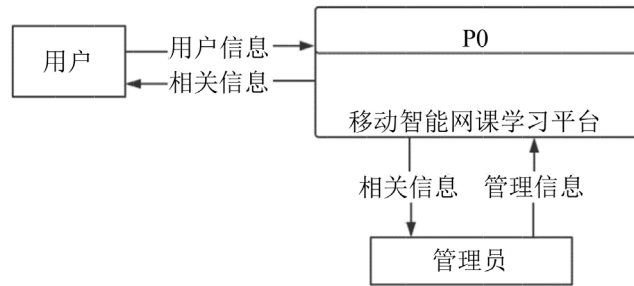 P0
用户信息
用户
相关信息
移动智能网课学习平台
相关信息
管理信息
管理员